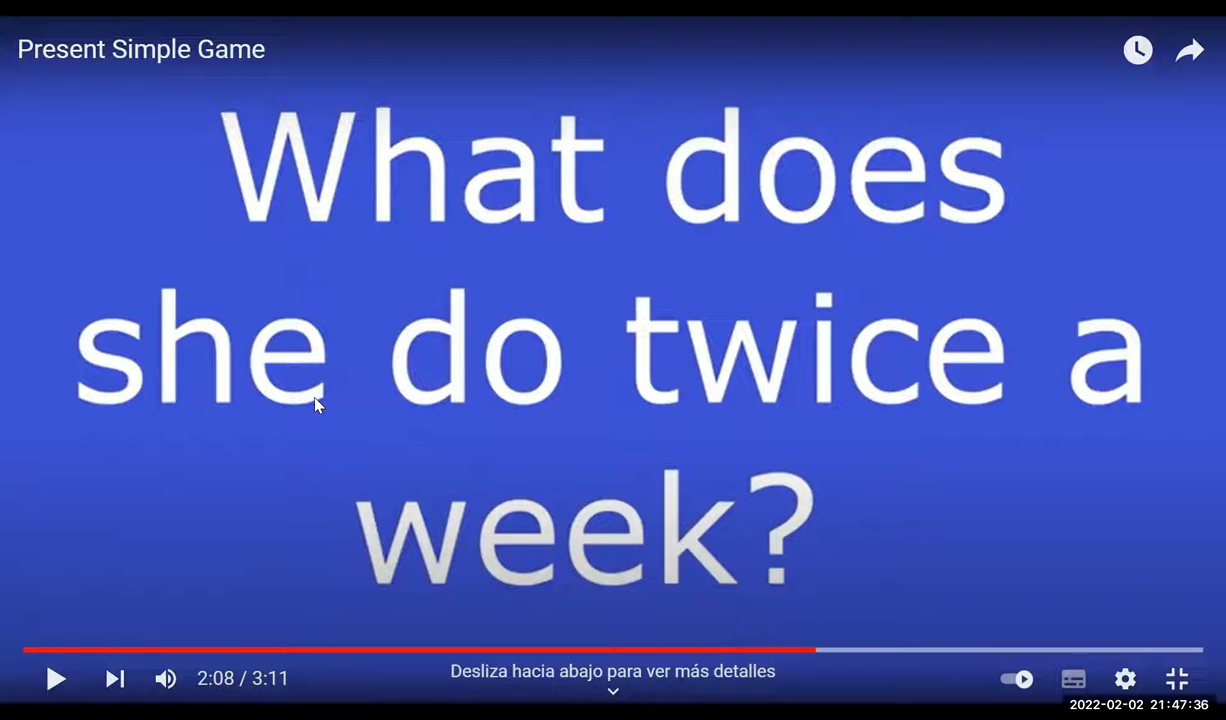 Present Simple Game
What does
she do twice a
week?
2:08 / 3:11
Desliza hacia abajo para ver más detalles
2022-02-02 21:47:36